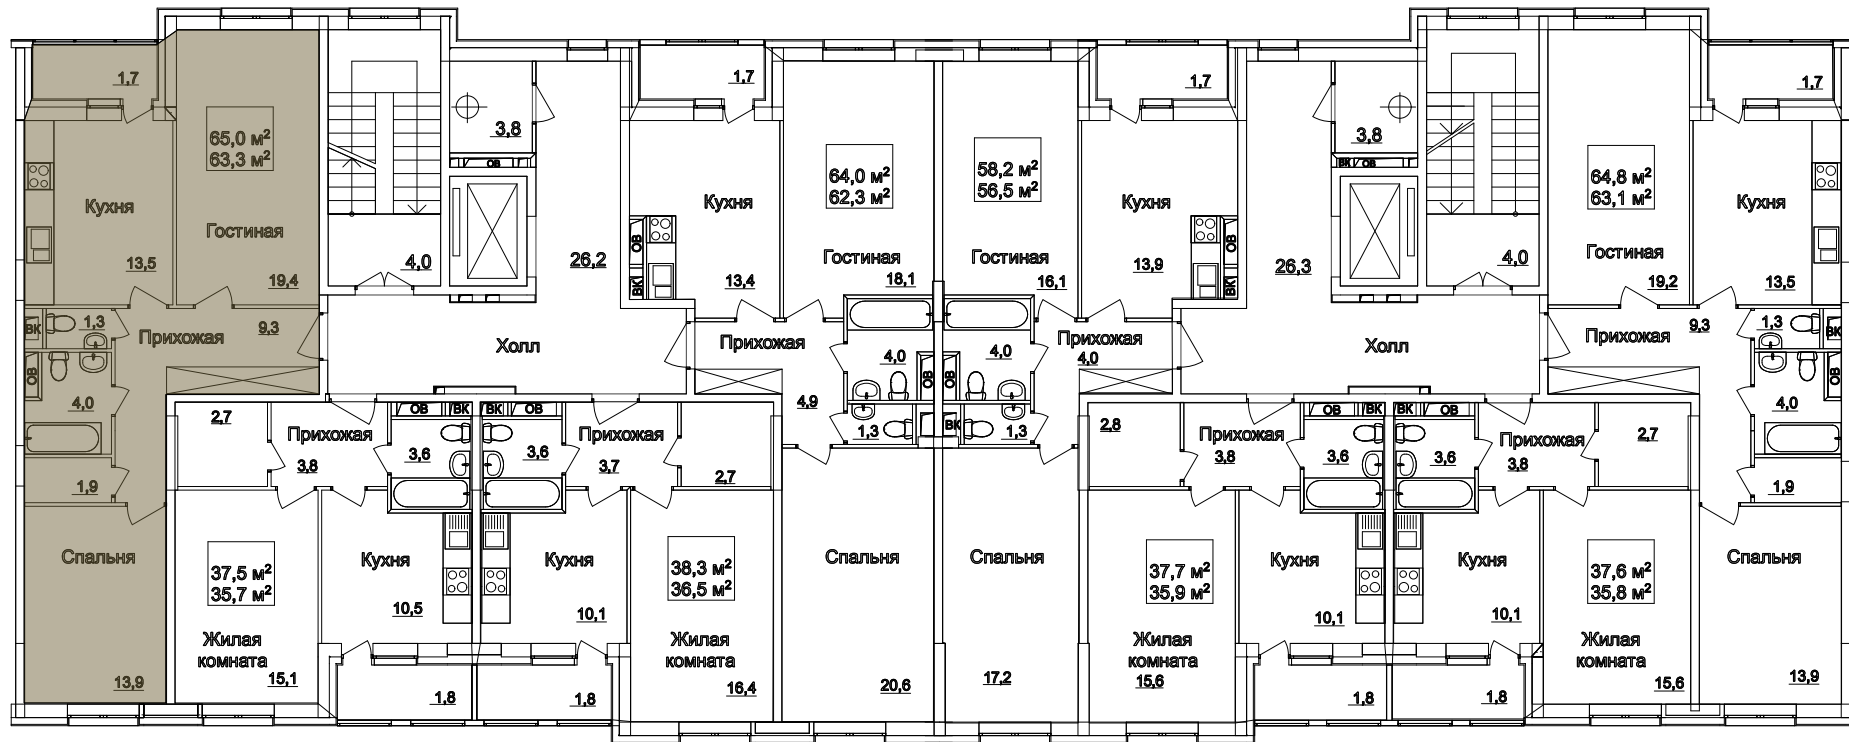 1,7
65,0 м²
63,3 м²
Кухня
13,5
Гостиная
19,4
4,0
3,8
ОВ
26,2
1,7
Кухня
ОВ
ВК
13,4
64,0 м²
62,3 м²
Гостиная
18,1
58,2 м²
56,5 м²
Гостиная
16,1
1,7
Кухня
13,9
ОВ
ВК
26,3
3,8
ВК
ОВ
4,0
64,8 м²
63,1 м²
Гостиная
19,2
1,7
Кухня
13,5
ВК
1,3
Прихожая
9,3
ОВ
4,0
1,9
Спальня
13,9
Холл
Прихожая
4,9
4,0
ОВ
1,3
ОВ
4,0
ВК
1,3
Прихожая
4,0
Холл
Прихожая
9,3
1,3
ВК
ОВ
4,0
1,9
Спальня
13,9
2,7
Прихожая
3,8
ОВ
ВК
3,6
37,5 м²
35,7 м²
Жилая
комната
15,1
Кухня
10,5
1,8
ВК
ОВ
3,6
Прихожая
3,7
2,7
Кухня
10,1
1,8
38,3 м²
36,5 м²
Жилая
комната
16,4
Спальня
20,6
Спальня
17,2
2,8
Прихожая
3,8
ОВ
ВК
3,6
37,7 м²
35,9 м²
Жилая
комната
15,6
Кухня
10,1
1,8
ВК
ОВ
3,6
Прихожая
3,8
2,7
Кухня
10,1
1,8
37,6 м²
35,8 м²
Жилая
комната
15,6